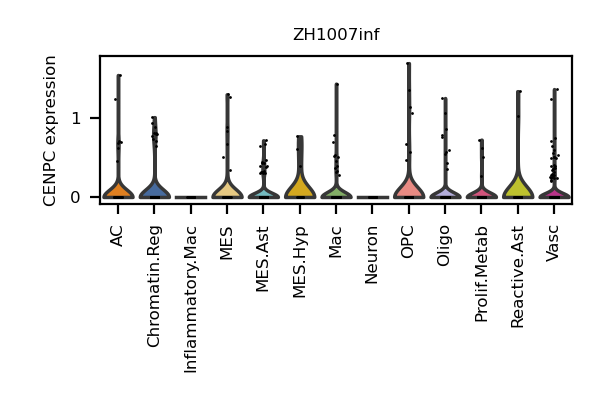 ZH1007inf
CENPC expression
1
0
AC
Chromatin.Reg
Inflammatory.Mac
MES
MES.Ast
MES.Hyp
Mac
Neuron
OPC
Oligo
Prolif.Metab
Reactive.Ast
Vasc